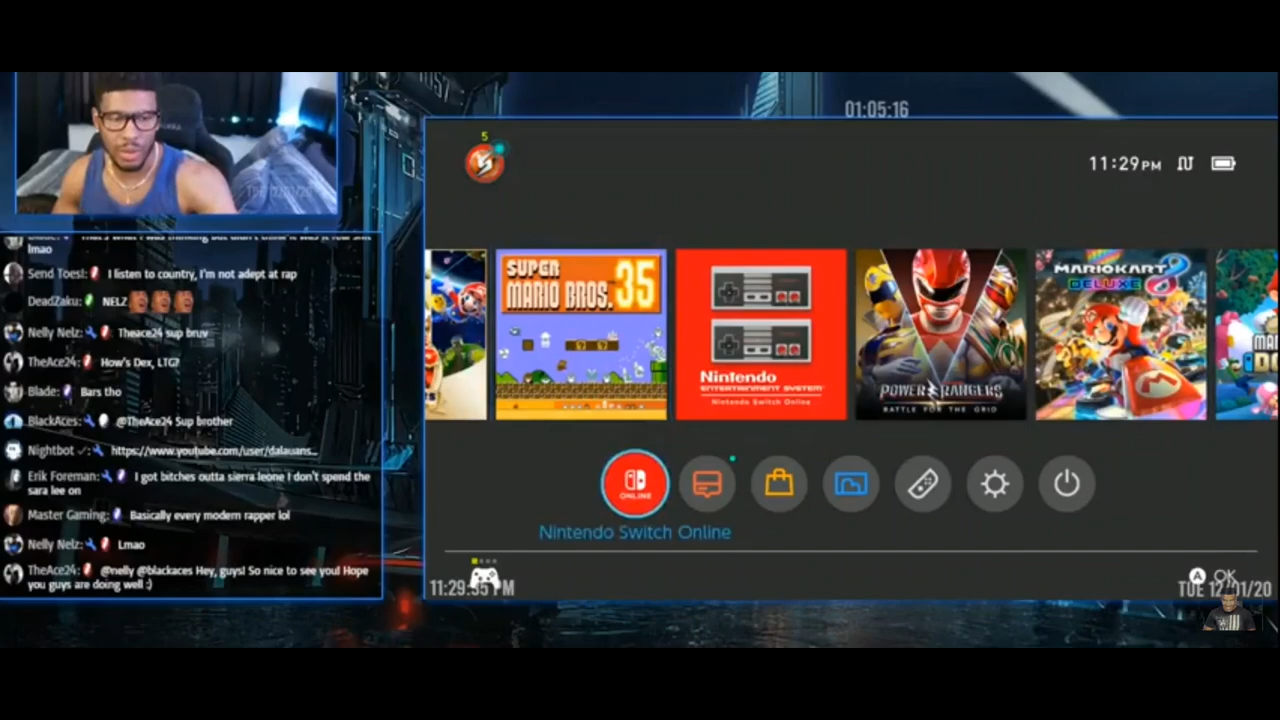 01:05:16
5
11:29 PM
lmao
Send Toes!: I listen to country, I'm not adept at rap
DeadZaku: NELZ
Nelly Nelz: Theace24 sup bruv
TheAce24: How's Dex, LTG?
Blade: Bars tho
BlackAces: @TheAce24 Sup brother
Nightbot ✓: https://www.youtube.com/user/dalauans...
Erik Foreman: I got bitches outta sierra leone I don't spend the
sara lee on
Master Gaming: Basically every modern rapper lol
Nelly Nelz: Lmao
TheAce24: @nelly @blackaces Hey, guys! So nice to see you! Hope
you guys are doing well :)
SUPER
MARIO BROS. 35
Nintendo
ENTERTAINMENT SYSTEM™
Nintendo Switch Online
POWER RANGERS
BATTLE FOR THE GRID
MARIOKART 8
DELUXE
ONLINE
Nintendo Switch Online
A OK
11:29:35 PM
TUE 12/01/20